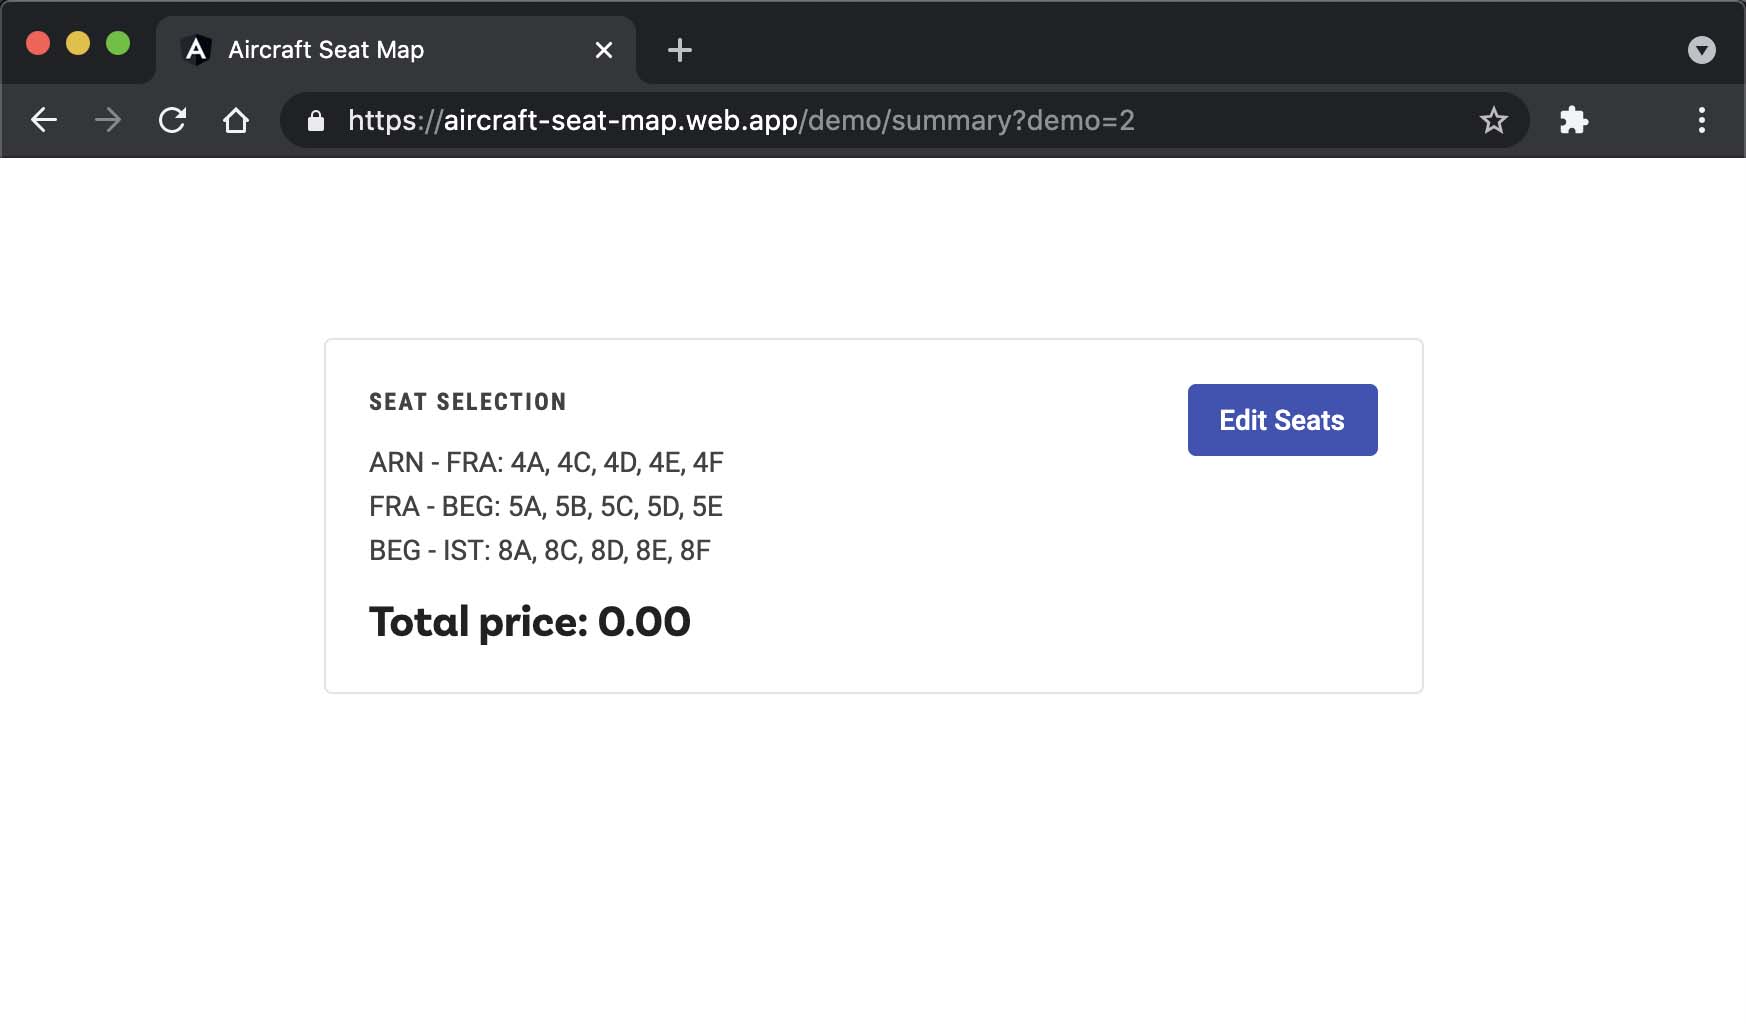 Aircraft Seat Map
https://aircraft-seat-map.web.app/demo/summary?demo=2
SEAT SELECTION
Edit Seats
ARN - FRA: 4A, 4C, 4D, 4E, 4F
FRA - BEG: 5A, 5B, 5C, 5D, 5E
BEG - IST: 8A, 8C, 8D, 8E, 8F
Total price: 0.00